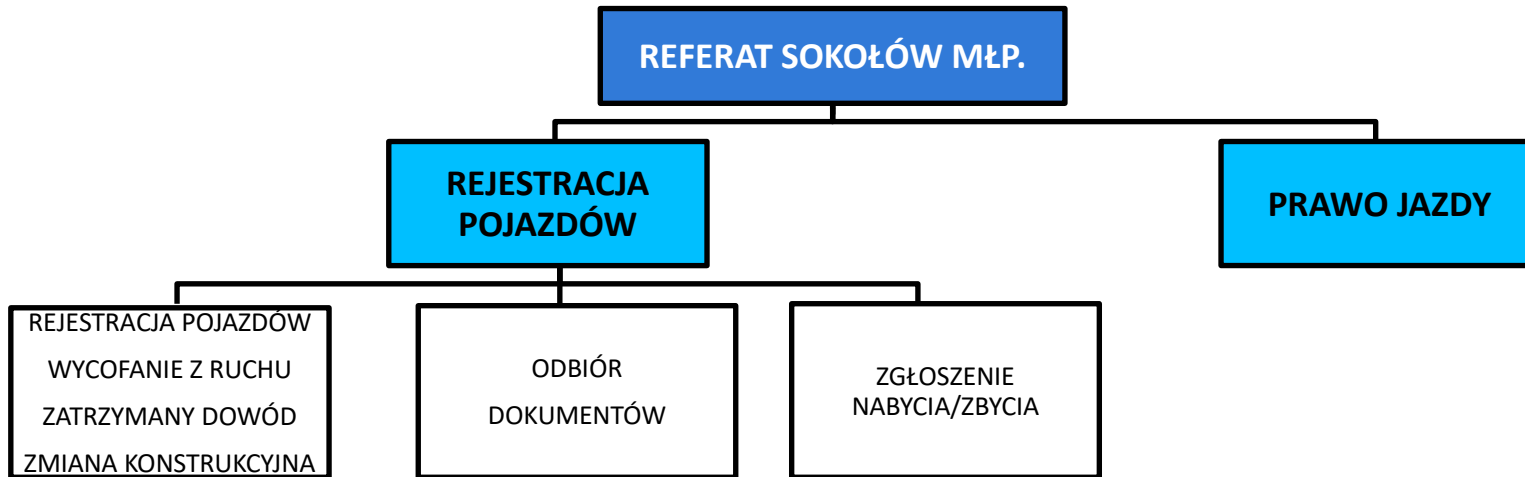 REFERAT SOKOŁÓW MŁP.
REJESTRACJA
POJAZDÓW
PRAWO JAZDY
REJESTRACJA POJAZDÓW
WYCOFANIE Z RUCHU
ZATRZYMANY DOWÓD
ZMIANA KONSTRUKCYJNA
ODBIÓR
DOKUMENTÓW
ZGŁOSZENIE
NABYCIA/ZBYCIA